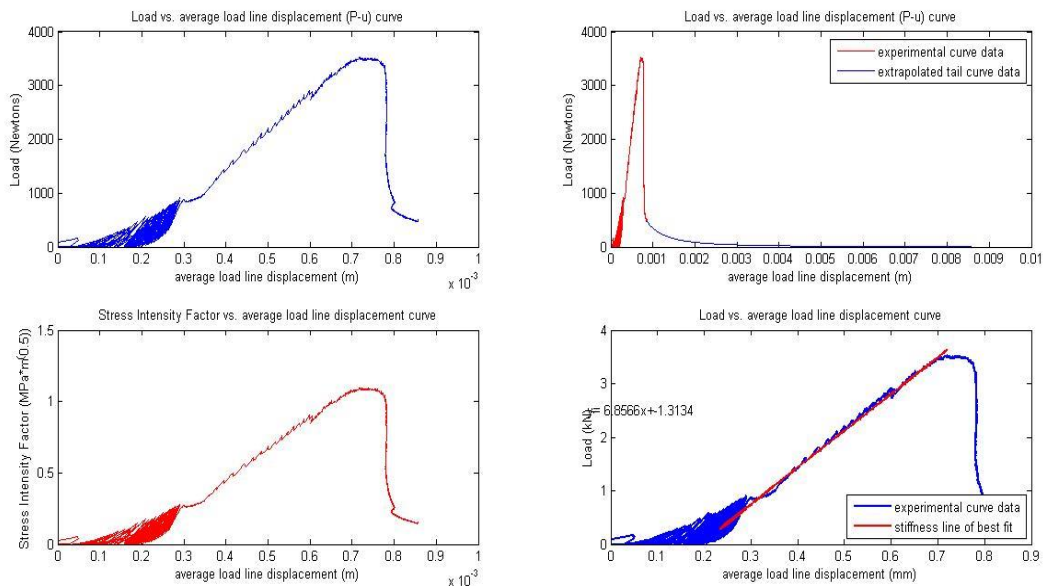 Load vs. average load line displacement (P-u) curve
Load (Newtons)
4000
3000
2000
1000
0
0 0.1 0.2 0.3 0.4 0.5 0.6 0.7 0.8 0.9 1
average load line displacement (m)
x 10⁻³
Load vs. average load line displacement (P-u) curve
experimental curve data
extrapolated tail curve data
Load (Newtons)
4000
3000
2000
1000
0
0 0.001 0.002 0.003 0.004 0.005 0.006 0.007 0.008 0.009 0.01
average load line displacement (m)
Stress Intensity Factor vs. average load line displacement curve
Stress Intensity Factor (MPa*m^(0.5))
1.5
1
0.5
0
0 0.1 0.2 0.3 0.4 0.5 0.6 0.7 0.8 0.9 1
average load line displacement (m)
x 10⁻³
Load vs. average load line displacement curve
Load (kN)
4
3
2
1
0
= 6.8566x+-1.3134
experimental curve data
stiffness line of best fit
0 0.1 0.2 0.3 0.4 0.5 0.6 0.7 0.8 0.9
average load line displacement (mm)